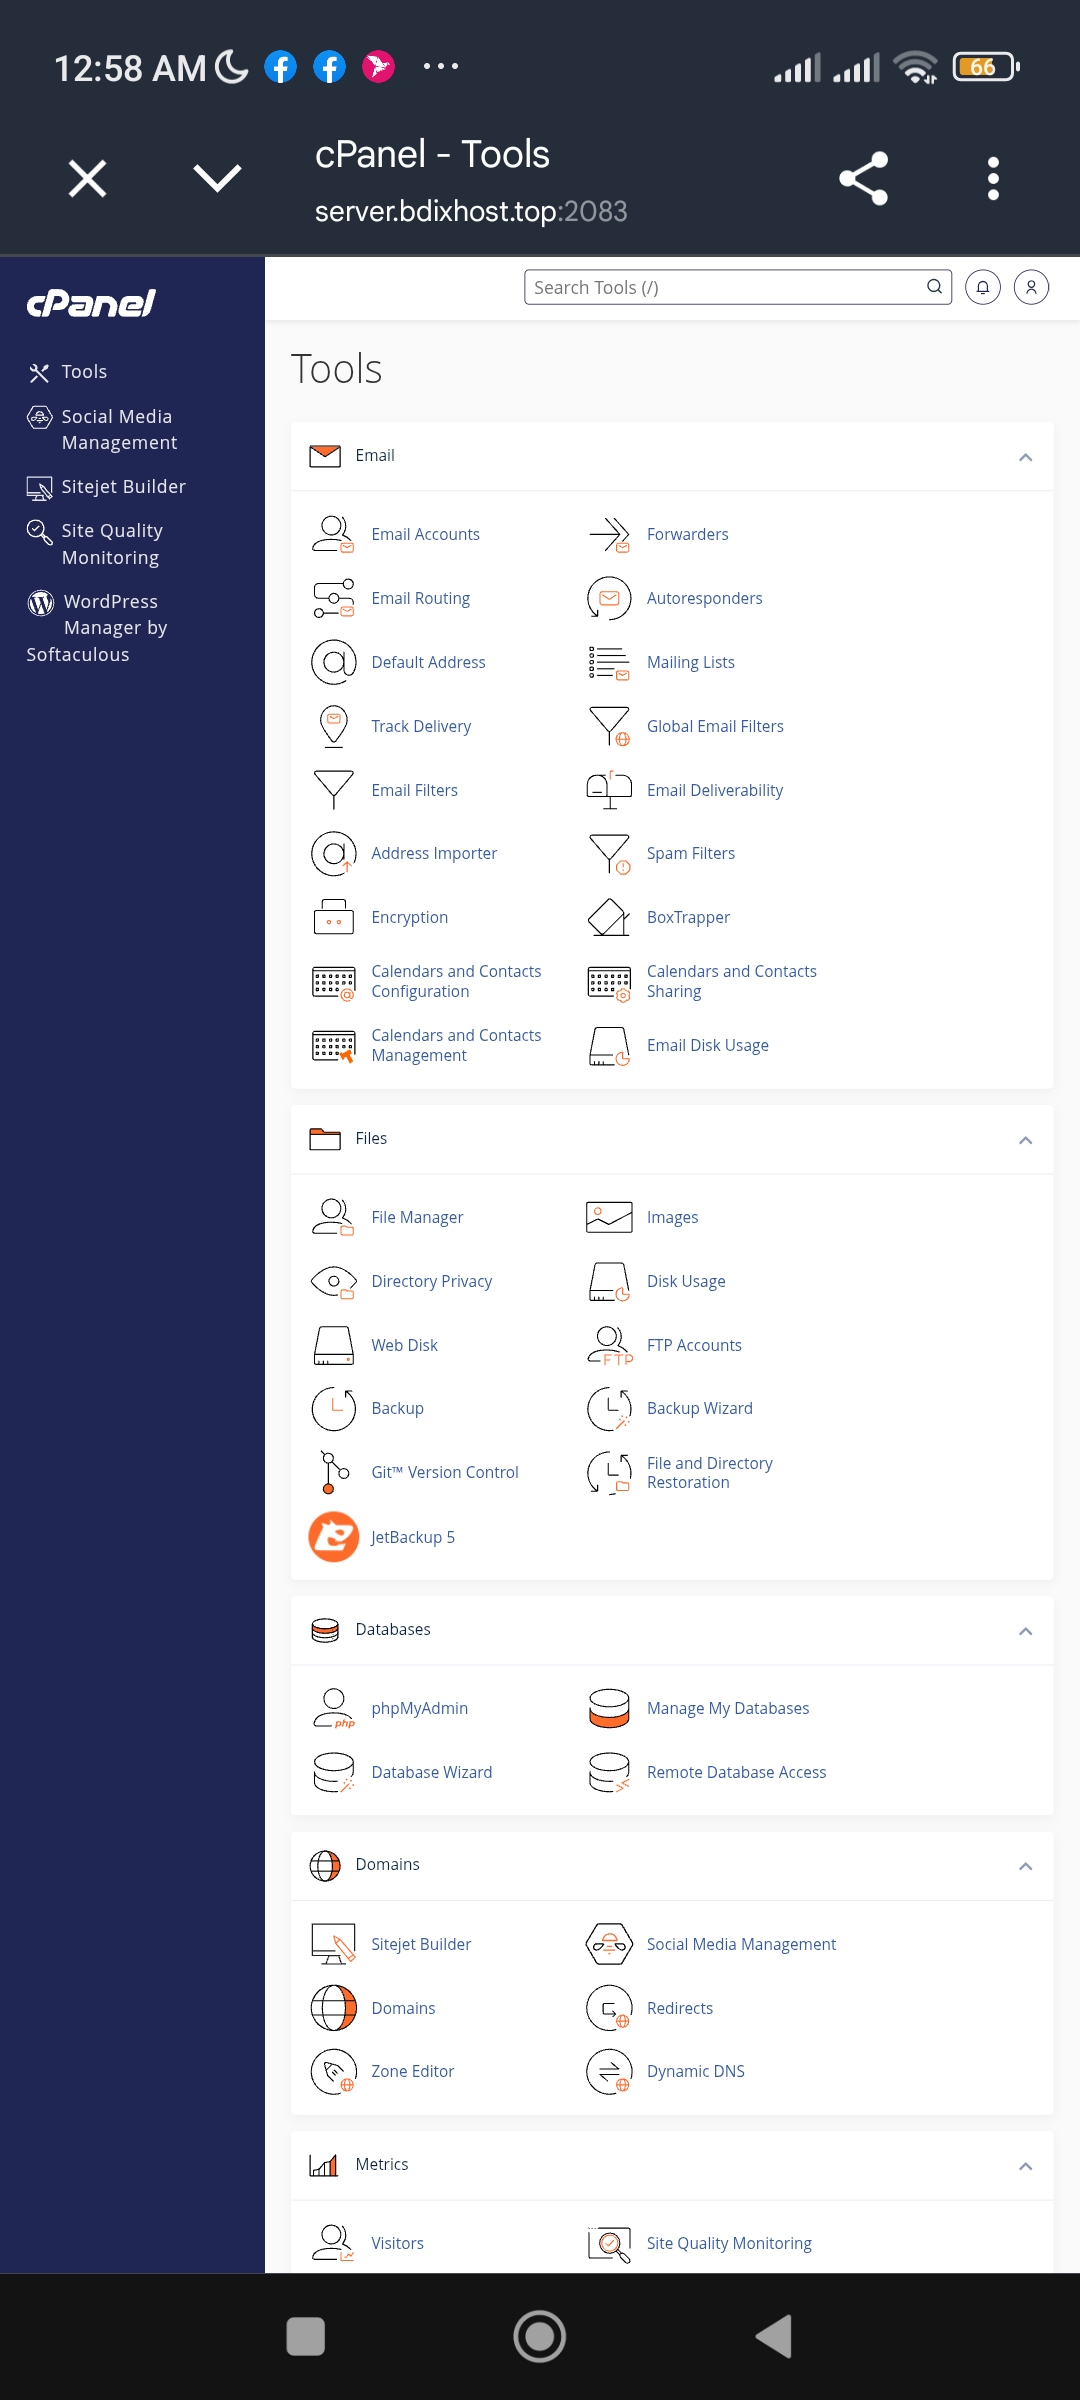 12:58 AM
66
cPanel - Tools
server.bdixhost.top:2083
cPanel
Search Tools (/)
Tools
Social Media
Management
Sitejet Builder
Site Quality
Monitoring
WordPress
Manager by
Softaculous
Tools
Email
Email Accounts
Forwarders
Email Routing
Autoresponders
Default Address
Mailing Lists
Track Delivery
Global Email Filters
Email Filters
Email Deliverability
Address Importer
Spam Filters
Encryption
BoxTrapper
Calendars and Contacts
Configuration
Calendars and Contacts
Sharing
Calendars and Contacts
Management
Email Disk Usage
Files
File Manager
Images
Directory Privacy
Disk Usage
Web Disk
FTP
FTP Accounts
Backup
Backup Wizard
Git™ Version Control
File and Directory
Restoration
JetBackup 5
Databases
php
phpMyAdmin
Manage My Databases
Database Wizard
Remote Database Access
Domains
Sitejet Builder
Social Media Management
Domains
Redirects
Zone Editor
Dynamic DNS
Metrics
Visitors
Site Quality Monitoring